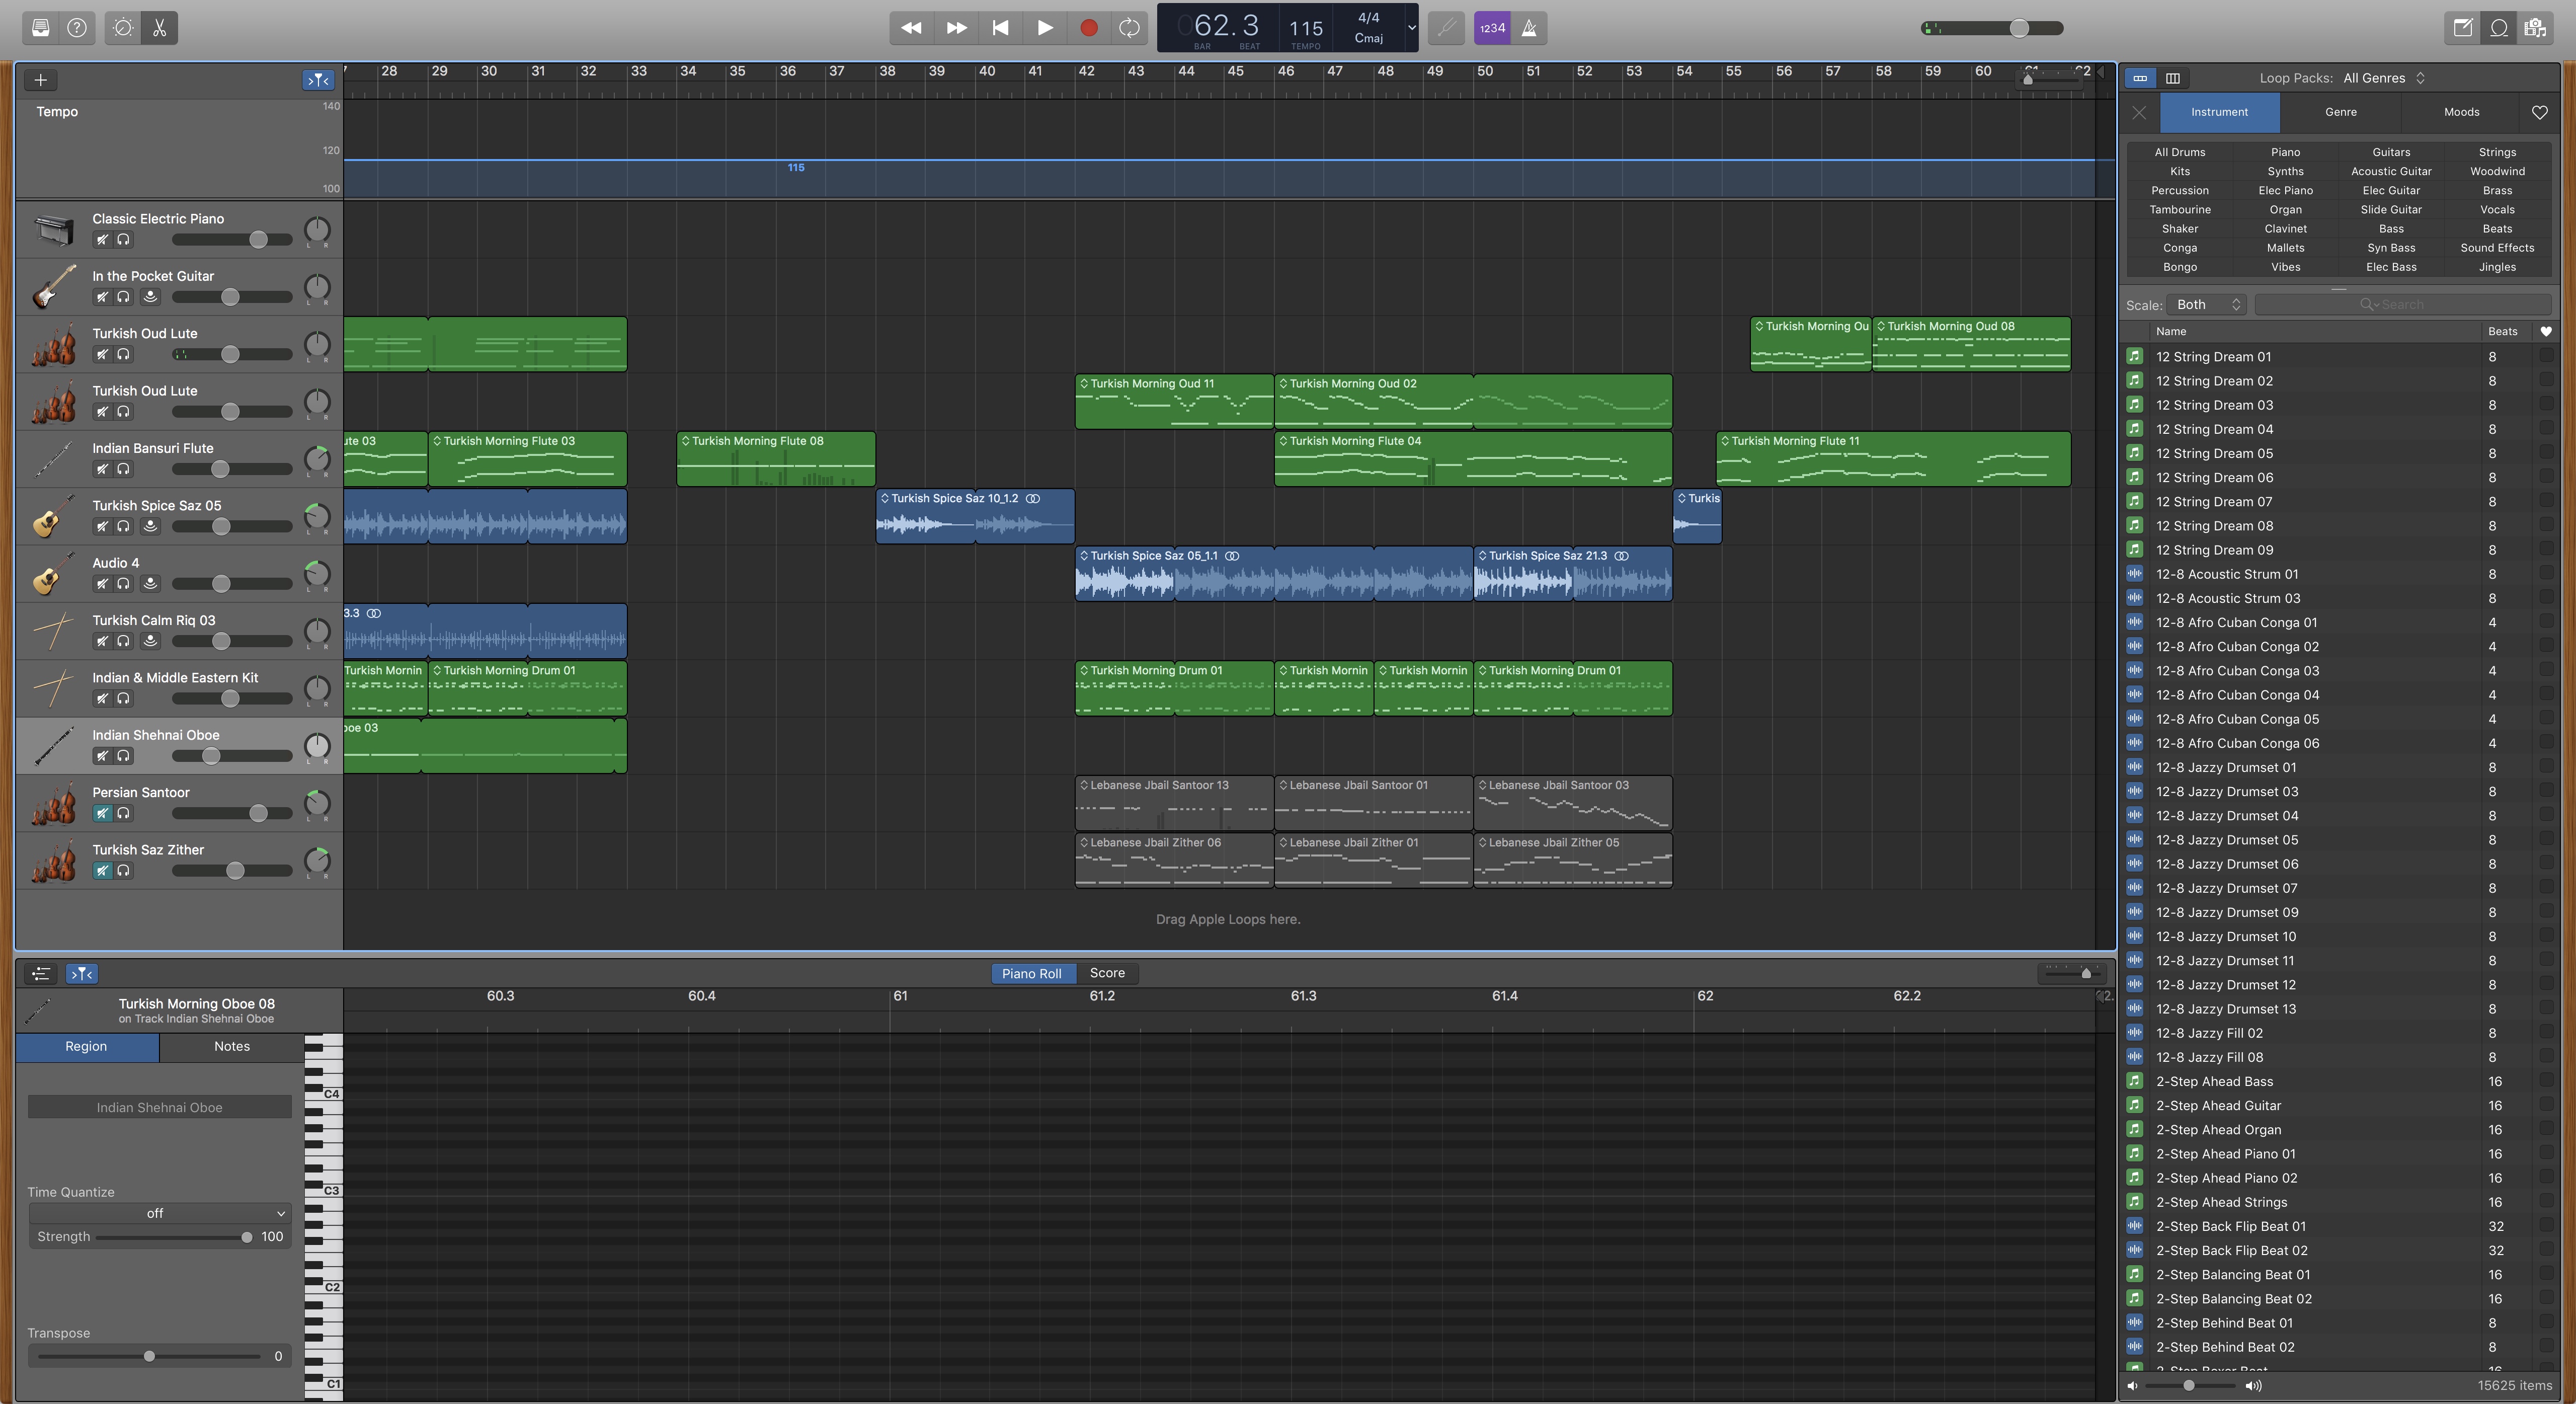 62.3
BAR BEAT
115
TEMPO
4/4
Cmaj
1234
28 29 30 31 32 33 34 35 36 37 38 39 40 41 42 43 44 45 46 47 48 49 50 51 52 53 54 55 56 57 58 59 60
Tempo
140
120
100
115
Classic Electric Piano
L R
In the Pocket Guitar
L R
Turkish Oud Lute
L R
Turkish Morning Ou
Turkish Morning Oud 08
Turkish Oud Lute
L R
Turkish Morning Oud 11
Turkish Morning Oud 02
Indian Bansuri Flute
L R
ute 03
Turkish Morning Flute 03
Turkish Morning Flute 08
Turkish Morning Flute 04
Turkish Morning Flute 11
Turkish Spice Saz 05
L R
Turkish Spice Saz 10_1.2
Turkis
Audio 4
L R
Turkish Spice Saz 05_1.1
Turkish Spice Saz 21.3
Turkish Calm Riq 03
L R
3.3
Indian & Middle Eastern Kit
L R
Turkish Mornin
Turkish Morning Drum 01
Turkish Morning Drum 01
Turkish Mornin
Turkish Mornin
Turkish Morning Drum 01
Indian Shehnai Oboe
L R
boe 03
Persian Santoor
L R
Lebanese Jbail Santoor 13
Lebanese Jbail Santoor 01
Lebanese Jbail Santoor 03
Turkish Saz Zither
L R
Lebanese Jbail Zither 06
Lebanese Jbail Zither 01
Lebanese Jbail Zither 05
Drag Apple Loops here.
Piano Roll
Score
Turkish Morning Oboe 08
on Track Indian Shehnai Oboe
60.3 60.4 61 61.2 61.3 61.4 62 62.2
Region
Notes
Indian Shehnai Oboe
Time Quantize
off
Strength
100
Transpose
0
C4
C3
C2
C1
Loop Packs: All Genres
Instrument
Genre
Moods
All Drums Piano Guitars Strings
Kits Synths Acoustic Guitar Woodwind
Percussion Elec Piano Elec Guitar Brass
Tambourine Organ Slide Guitar Vocals
Shaker Clavinet Bass Beats
Conga Mallets Syn Bass Sound Effects
Bongo Vibes Elec Bass Jingles
Scale: Both
Search
Name Beats
12 String Dream 01 8
12 String Dream 02 8
12 String Dream 03 8
12 String Dream 04 8
12 String Dream 05 8
12 String Dream 06 8
12 String Dream 07 8
12 String Dream 08 8
12 String Dream 09 8
12-8 Acoustic Strum 01 8
12-8 Acoustic Strum 03 8
12-8 Afro Cuban Conga 01 4
12-8 Afro Cuban Conga 02 4
12-8 Afro Cuban Conga 03 4
12-8 Afro Cuban Conga 04 4
12-8 Afro Cuban Conga 05 4
12-8 Afro Cuban Conga 06 4
12-8 Jazzy Drumset 01 8
12-8 Jazzy Drumset 03 8
12-8 Jazzy Drumset 04 8
12-8 Jazzy Drumset 05 8
12-8 Jazzy Drumset 06 8
12-8 Jazzy Drumset 07 8
12-8 Jazzy Drumset 09 8
12-8 Jazzy Drumset 10 8
12-8 Jazzy Drumset 11 8
12-8 Jazzy Drumset 12 8
12-8 Jazzy Drumset 13 8
12-8 Jazzy Fill 02 8
12-8 Jazzy Fill 08 8
2-Step Ahead Bass 16
2-Step Ahead Guitar 16
2-Step Ahead Organ 16
2-Step Ahead Piano 01 16
2-Step Ahead Piano 02 16
2-Step Ahead Strings 16
2-Step Back Flip Beat 01 32
2-Step Back Flip Beat 02 32
2-Step Balancing Beat 01 16
2-Step Balancing Beat 02 16
2-Step Behind Beat 01 8
2-Step Behind Beat 02 8
2-Step Boxer Beat 16
15625 items